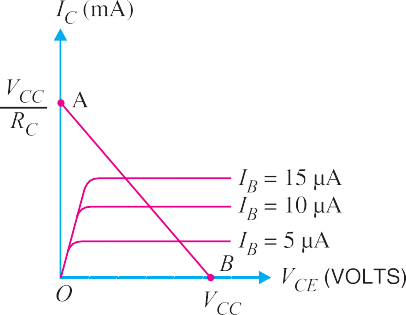 I_C (mA)
V_CC
R_C
A
I_B = 15 µA
I_B = 10 µA
I_B = 5 µA
B
O
V_CC
V_CE (VOLTS)